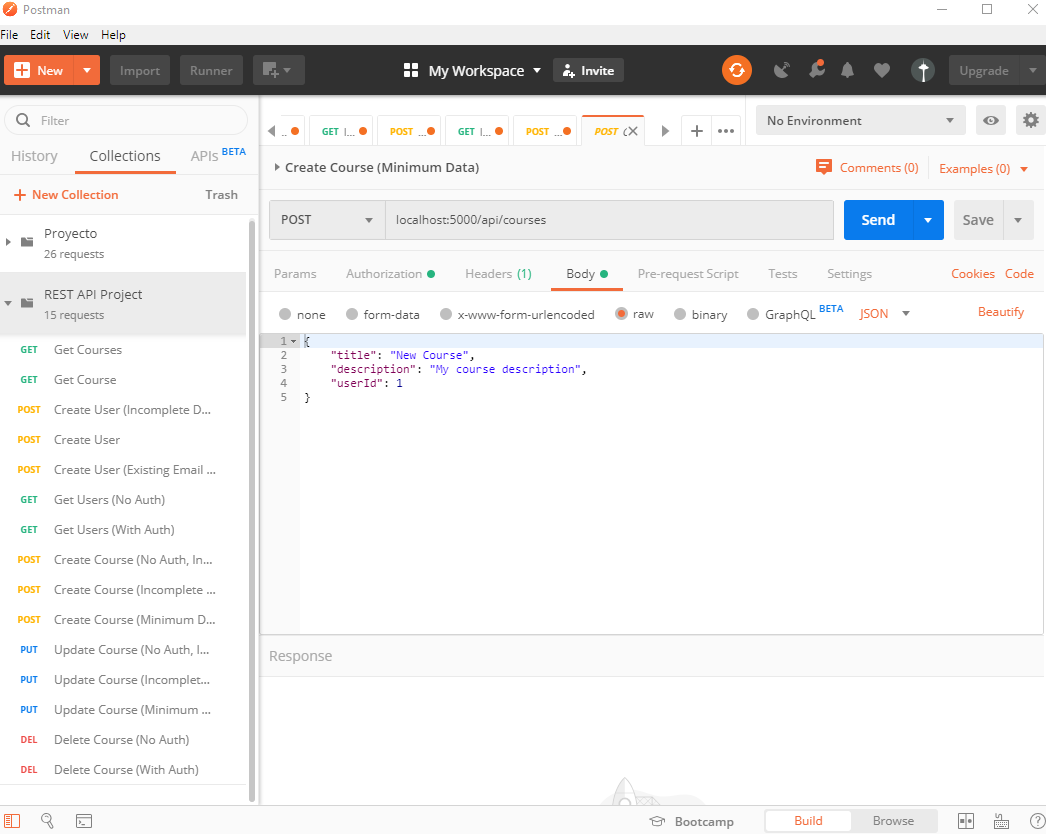 Postman
File Edit View Help
New Import Runner My Workspace Invite Upgrade
Filter
History Collections APIs BETA
New Collection Trash
Proyecto
26 requests
REST API Project
15 requests
GET Get Courses
GET Get Course
POST Create User (Incomplete D...
POST Create User
POST Create User (Existing Email ...
GET Get Users (No Auth)
GET Get Users (With Auth)
POST Create Course (No Auth, In...
POST Create Course (Incomplete ...
POST Create Course (Minimum D...
PUT Update Course (No Auth, I...
PUT Update Course (Incomplet...
PUT Update Course (Minimum ...
DEL Delete Course (No Auth)
DEL Delete Course (With Auth)
.. GET I... POST ... GET I... POST ... POST No Environment
Create Course (Minimum Data) Comments (0) Examples (0)
POST localhost:5000/api/courses Send Save
Params Authorization Headers (1) Body Pre-request Script Tests Settings Cookies Code
none form-data x-www-form-urlencoded raw binary GraphQL BETA JSON Beautify
1 {
2 "title": "New Course",
3 "description": "My course description",
4 "userId": 1
5 }
Response
Bootcamp Build Browse